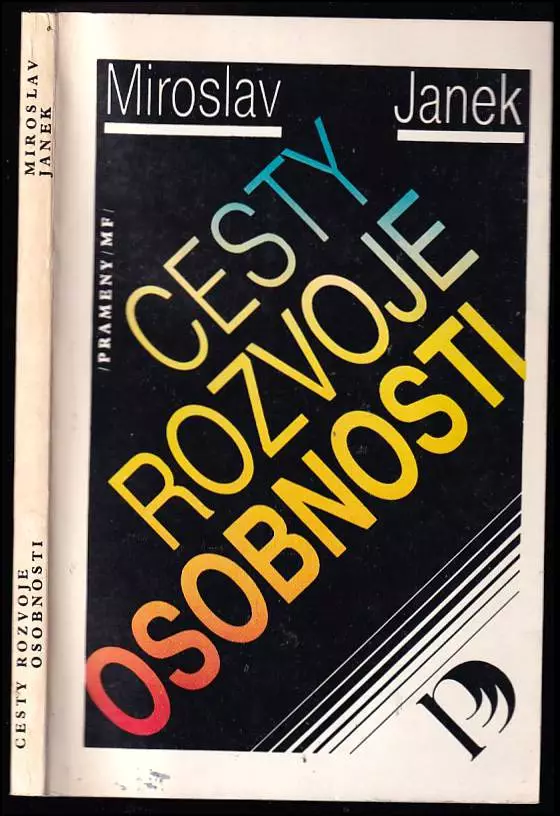 Miroslav Janek
/PRAMENY/MF/
CESTY
ROZVOJE
OSOBNOSTI
p
CESTY ROZVOJE
OSOBNOSTI
MIROSLAV
JANEK